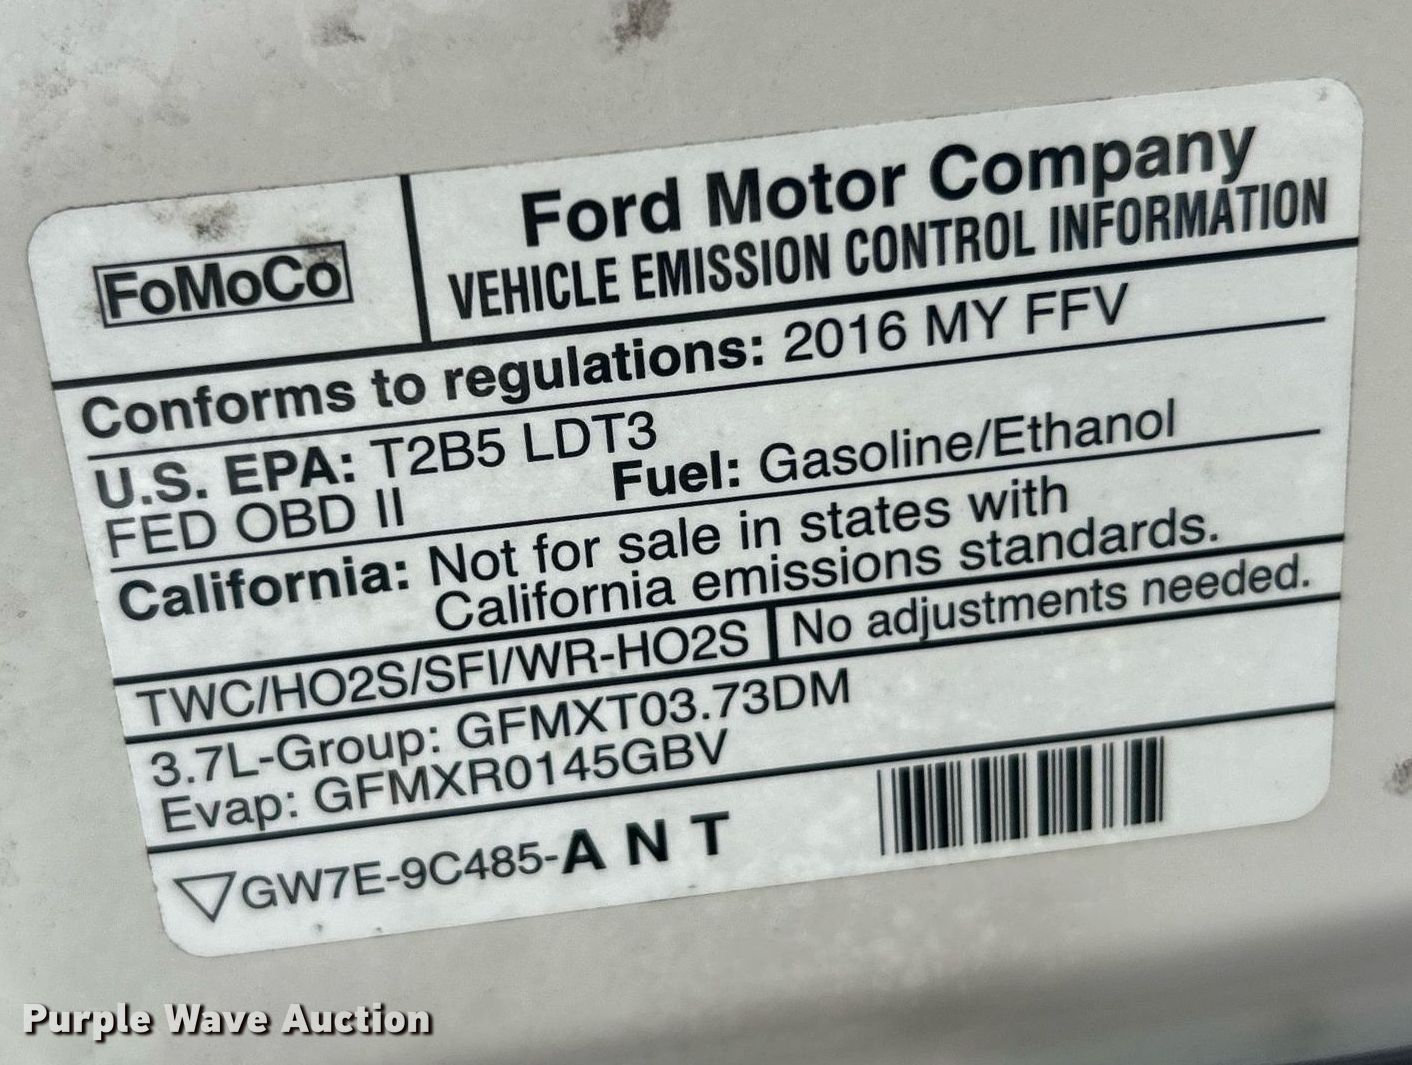 FoMoCo
Ford Motor Company
VEHICLE EMISSION CONTROL INFORMATION
Conforms to regulations: 2016 MY FFV
U.S. EPA: T2B5 LDT3
FED OBD II
Fuel: Gasoline/Ethanol
California: Not for sale in states with
California emissions standards.
TWC/HO2S/SFI/WR-HO2S
No adjustments needed.
3.7L-Group: GFMXT03.73DM
Evap: GFMXR0145GBV
GW7E-9C485-A N T
Purple Wave Auction